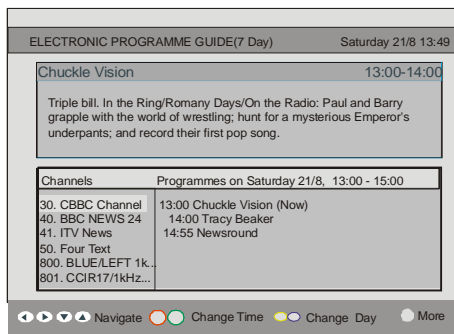 ELECTRONIC PROGRAMME GUIDE(7 Day) Saturday 21/8 13:49
Chuckle Vision 13:00-14:00
Triple bill. In the Ring/Romany Days/On the Radio: Paul and Barry
grapple with the world of wrestling; hunt for a mysterious Emperor's
underpants; and record their first pop song.
Channels Programmes on Saturday 21/8, 13:00 - 15:00
30. CBBC Channel 13:00 Chuckle Vision (Now)
40. BBC NEWS 24 14:00 Tracy Beaker
41. ITV News 14:55 Newsround
50. Four Text
800. BLUE/LEFT 1k...
801. CCIR17/1kHz...
Navigate Change Time Change Day More